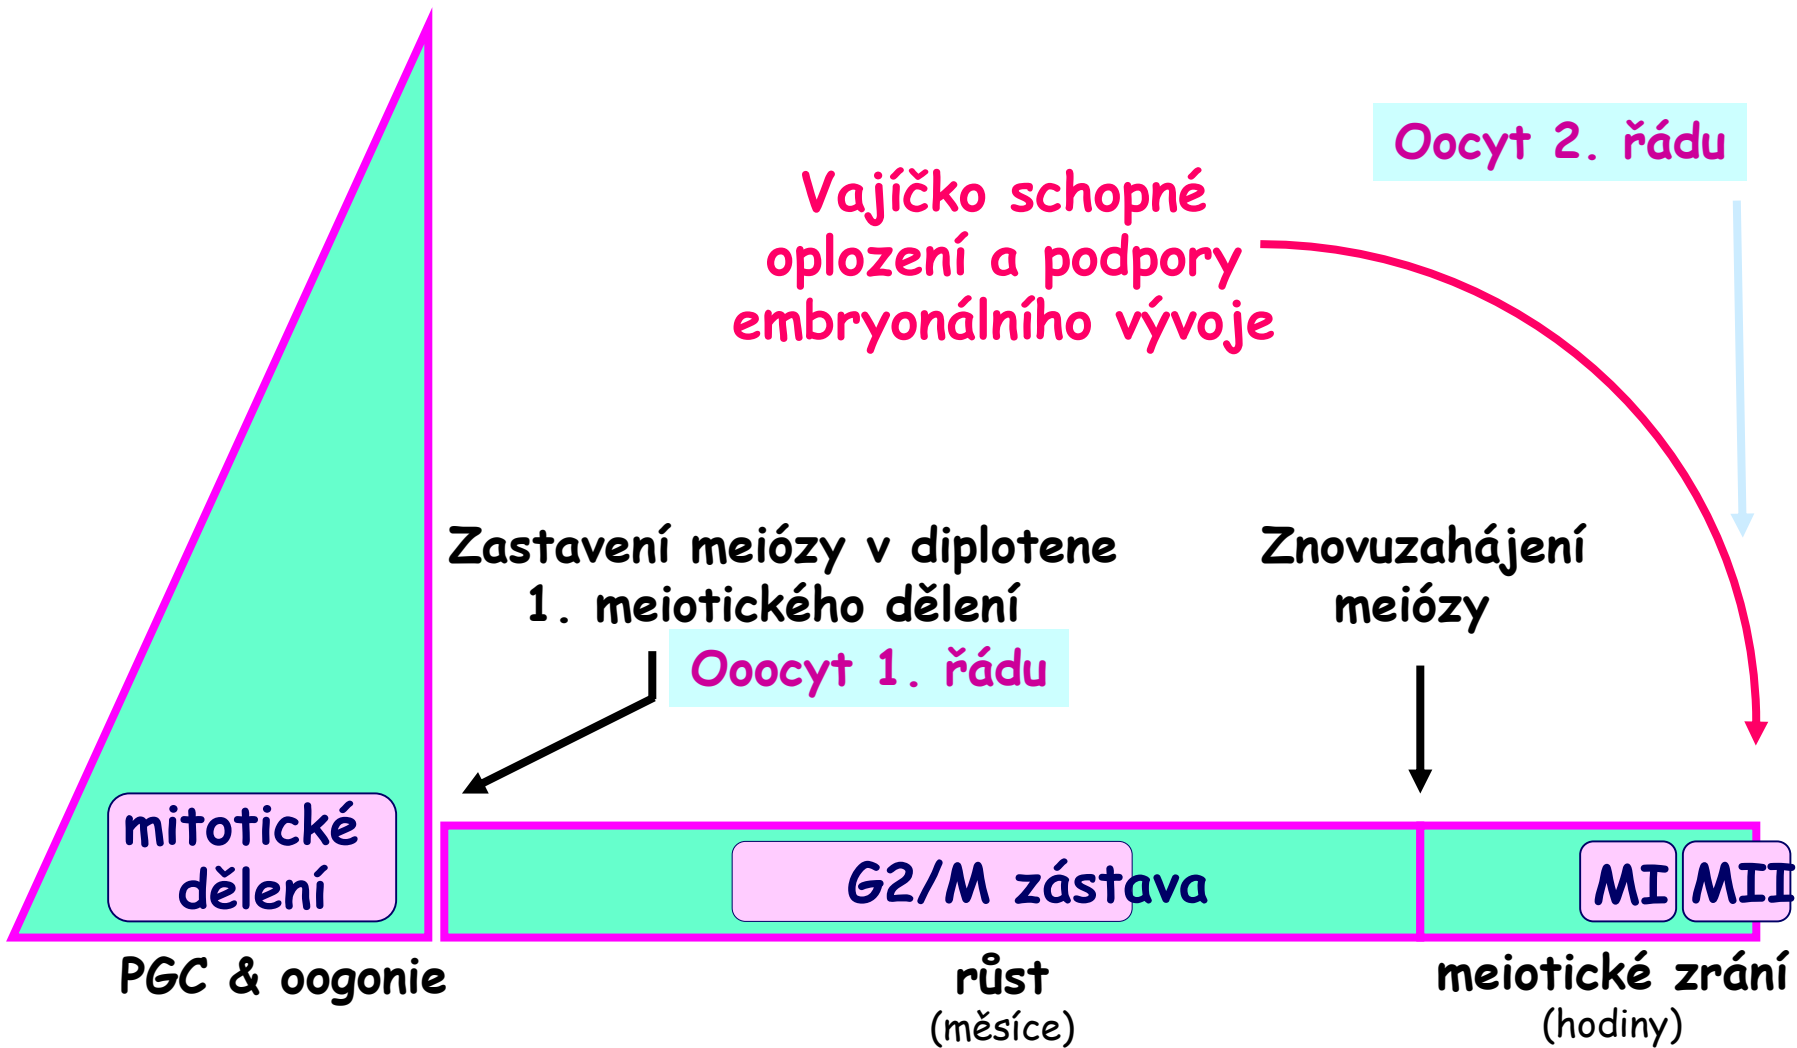 Oocyt 2. řádu
Vajíčko schopné
oplození a podpory
embryonálního vývoje
Zastavení meiózy v diplotene
1. meiotického dělení
Ooocyt 1. řádu
Znovuzahájení
meiózy
mitotické
dělení
G2/M zástava
MI
MII
PGC & oogonie
růst
(měsíce)
meiotické zrání
(hodiny)